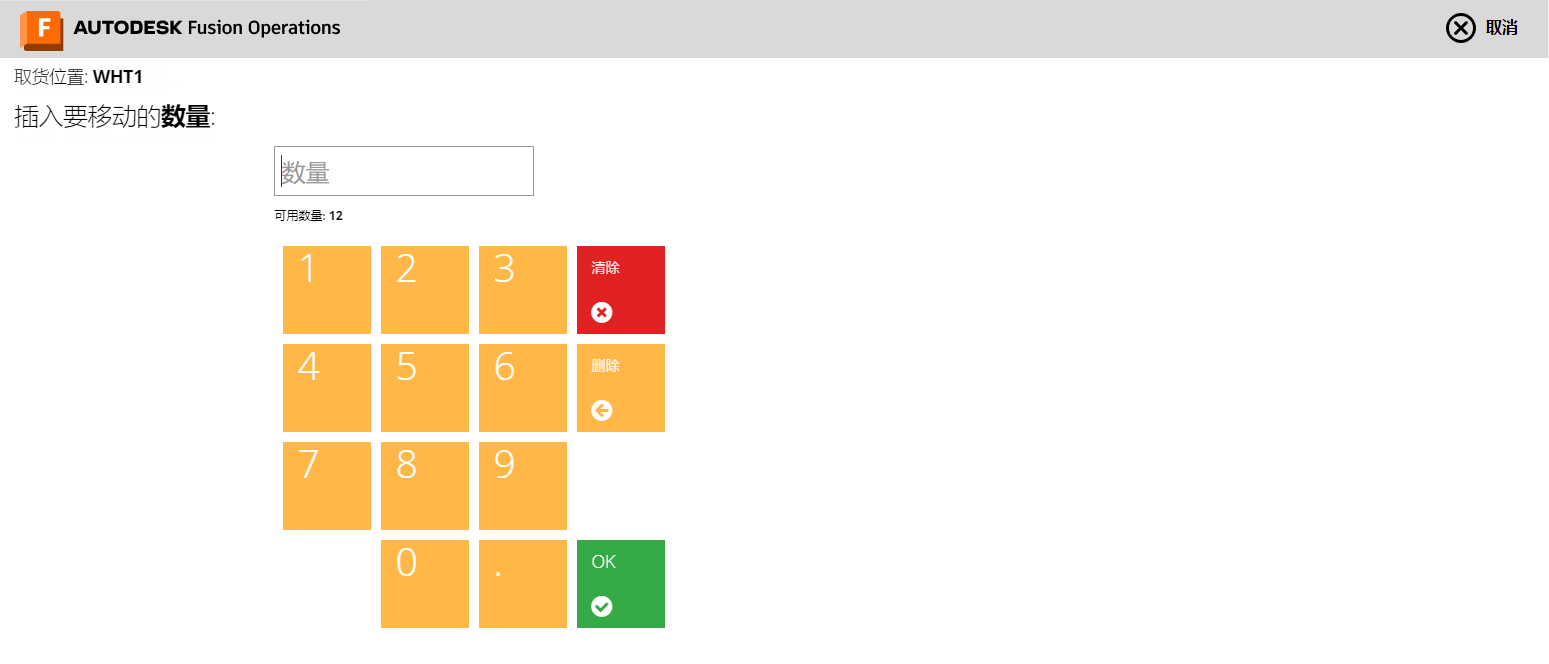 F AUTODESK Fusion Operations 取消
取货位置: WHT1
插入要移动的数量:
数量
可用数量: 12
1 2 3 清除
4 5 6 删除
7 8 9
0 . OK